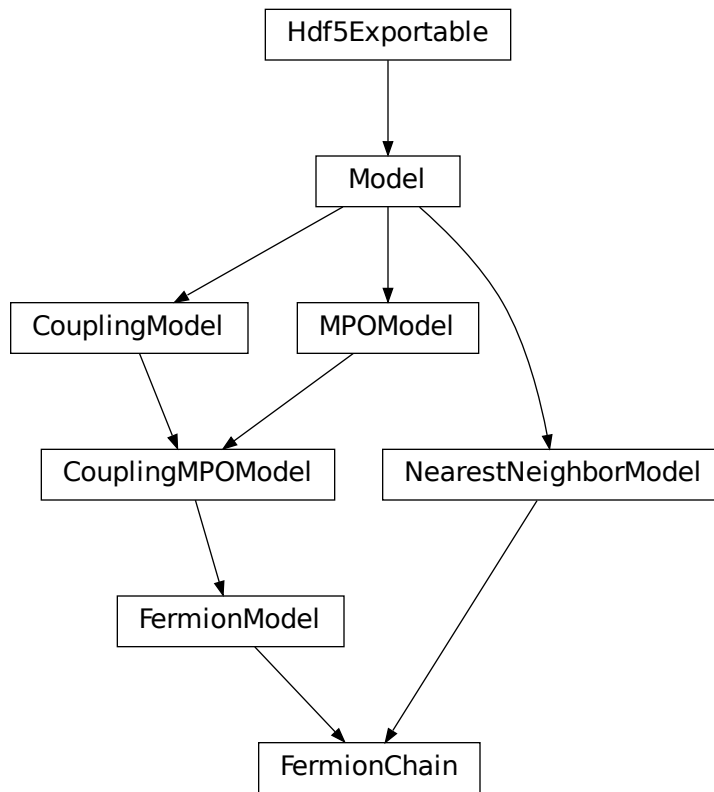 Hdf5Exportable
Model
CouplingModel
MPOModel
CouplingMPOModel
NearestNeighborModel
FermionModel
FermionChain